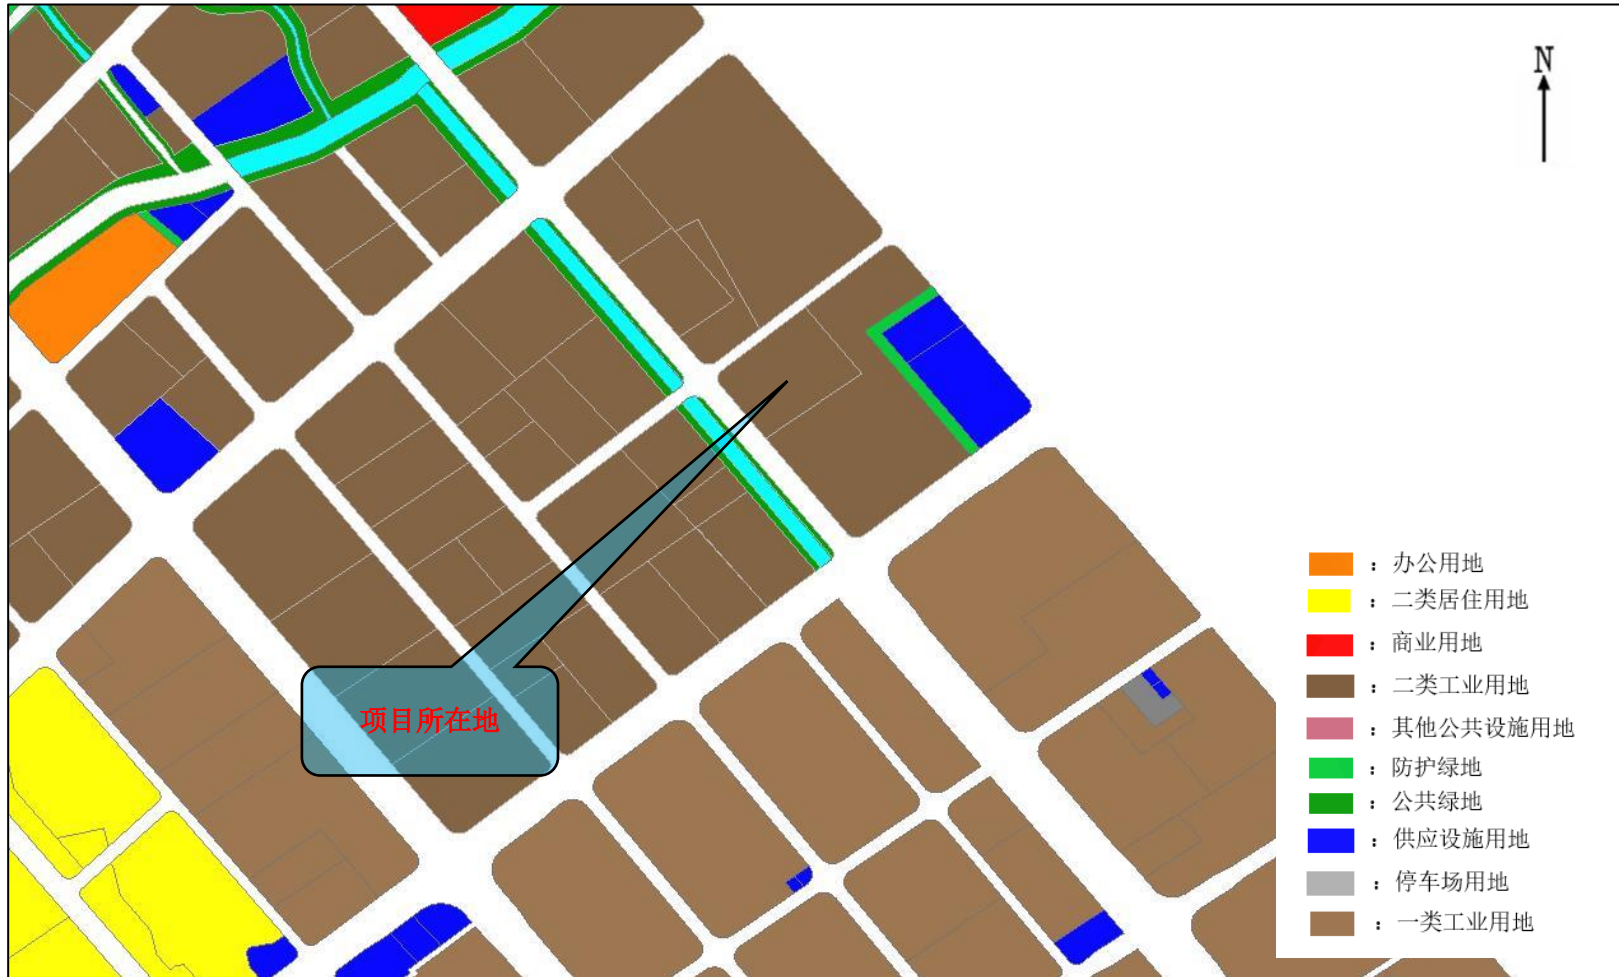 N
项目所在地
：办公用地
：二类居住用地
：商业用地
：二类工业用地
：其他公共设施用地
：防护绿地
：公共绿地
：供应设施用地
：停车场用地
：一类工业用地